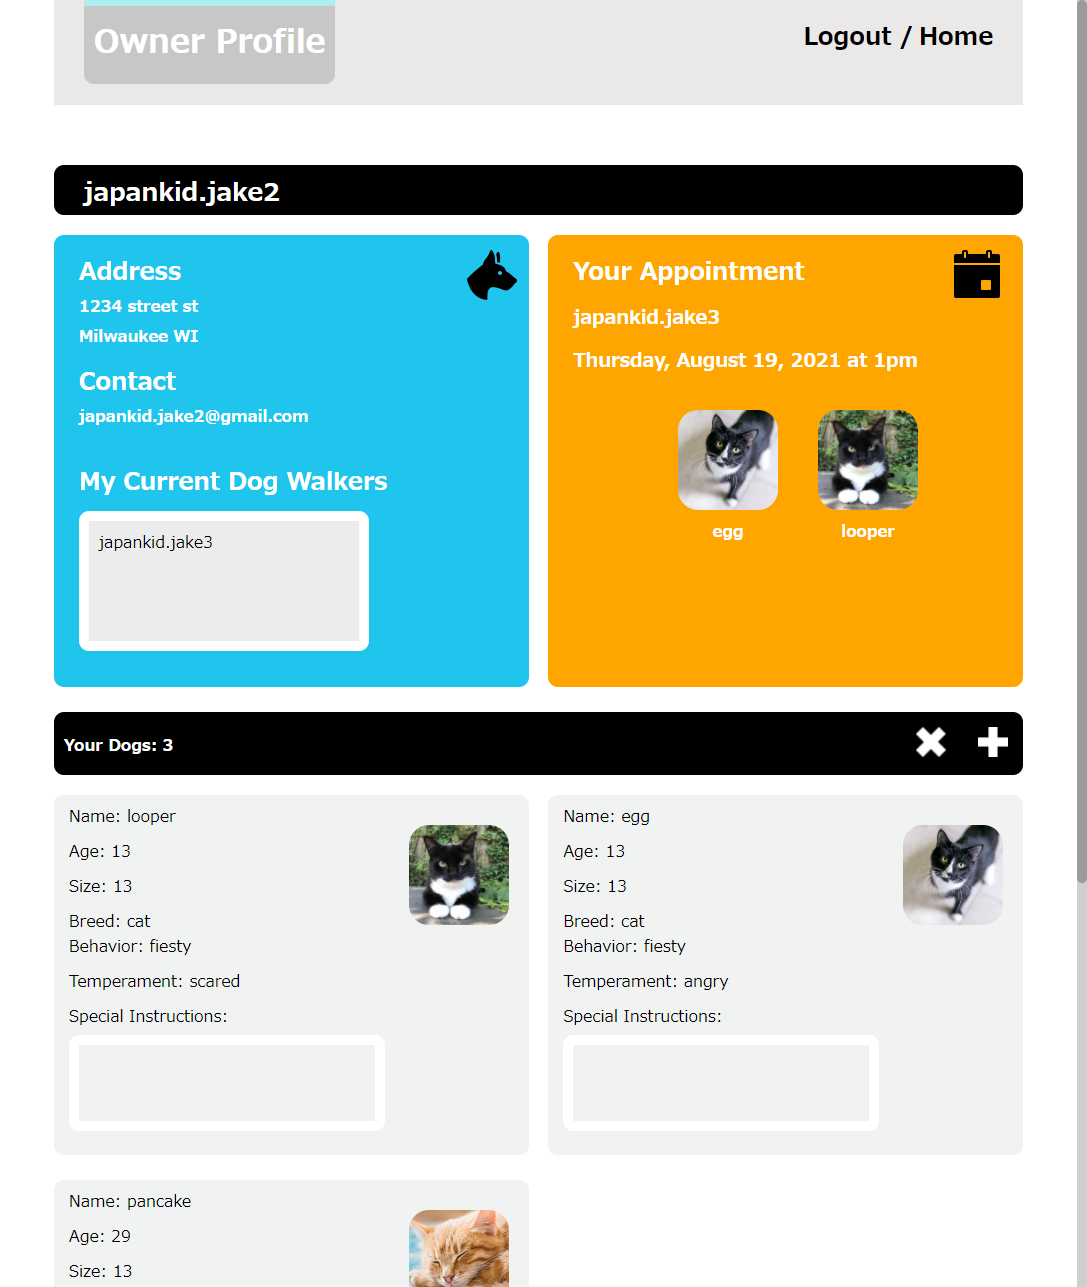 Owner Profile
Logout / Home
japankid.jake2
Address
1234 street st
Milwaukee WI
Contact
japankid.jake2@gmail.com
My Current Dog Walkers
japankid.jake3
Your Appointment
japankid.jake3
Thursday, August 19, 2021 at 1pm
egg
looper
Your Dogs: 3
Name: looper
Age: 13
Size: 13
Breed: cat
Behavior: fiesty
Temperament: scared
Special Instructions:
Name: egg
Age: 13
Size: 13
Breed: cat
Behavior: fiesty
Temperament: angry
Special Instructions:
Name: pancake
Age: 29
Size: 13